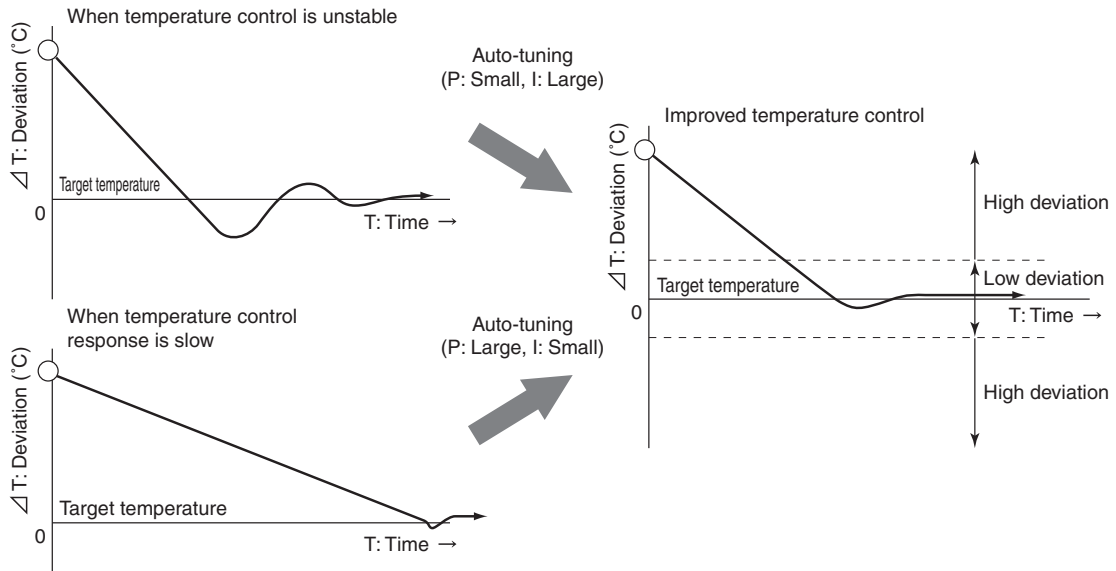 When temperature control is unstable
⊿ T: Deviation (˚C)
Target temperature
0
T: Time →
Auto-tuning
(P: Small, I: Large)
When temperature control
response is slow
⊿ T: Deviation (˚C)
Target temperature
0
T: Time →
Auto-tuning
(P: Large, I: Small)
Improved temperature control
⊿ T: Deviation (˚C)
High deviation
Low deviation
Target temperature
0
T: Time →
High deviation